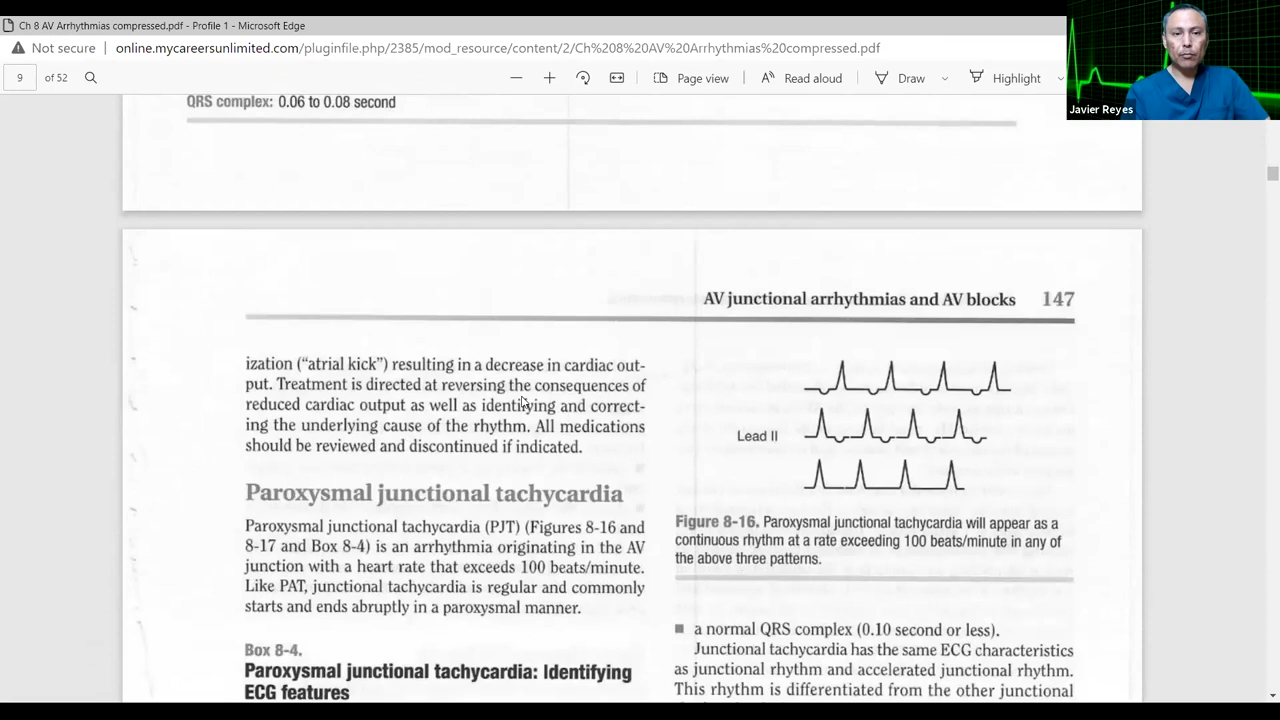 Ch 8 AV Arrhythmias compressed.pdf - Profile 1 - Microsoft Edge
Not secure | online.mycareersunlimited.com/pluginfile.php/2385/mod_resource/content/2/Ch%208%20AV%20Arrhythmias%20compressed.pdf
9 of 52 Page view Read aloud Draw Highlight
Javier Reyes
QRS complex: 0.06 to 0.08 second
AV junctional arrhythmias and AV blocks 147
ization (“atrial kick”) resulting in a decrease in cardiac out-
put. Treatment is directed at reversing the consequences of
reduced cardiac output as well as identifying and correct-
ing the underlying cause of the rhythm. All medications
should be reviewed and discontinued if indicated.
Paroxysmal junctional tachycardia
Paroxysmal junctional tachycardia (PJT) (Figures 8-16 and
8-17 and Box 8-4) is an arrhythmia originating in the AV
junction with a heart rate that exceeds 100 beats/minute.
Like PAT, junctional tachycardia is regular and commonly
starts and ends abruptly in a paroxysmal manner.
Box 8-4.
Paroxysmal junctional tachycardia: Identifying
ECG features
Lead II
Figure 8-16. Paroxysmal junctional tachycardia will appear as a
continuous rhythm at a rate exceeding 100 beats/minute in any of
the above three patterns.
a normal QRS complex (0.10 second or less).
Junctional tachycardia has the same ECG characteristics
as junctional rhythm and accelerated junctional rhythm.
This rhythm is differentiated from the other junctional